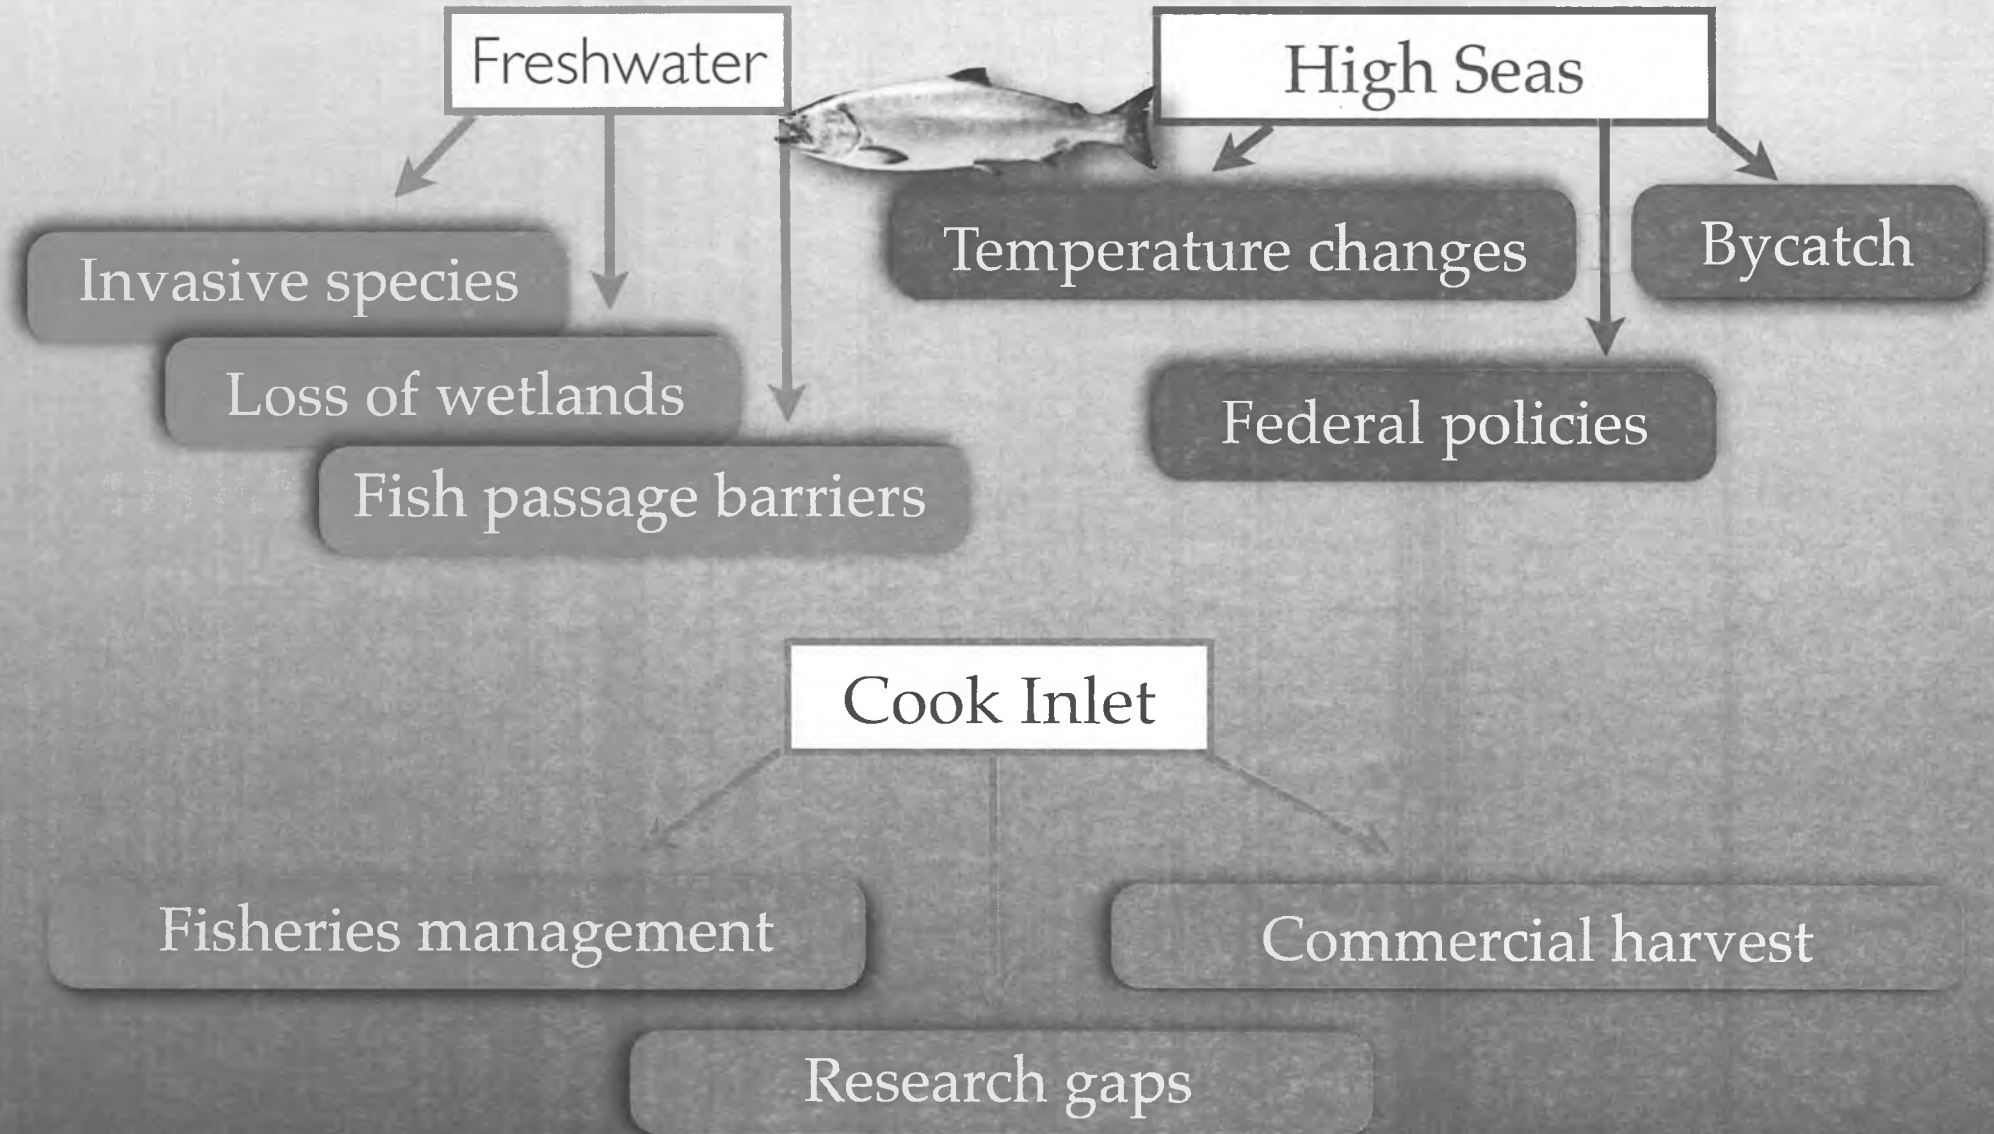 Freshwater
High Seas
Invasive species
Loss of wetlands
Fish passage barriers
Temperature changes
Bycatch
Federal policies
Cook Inlet
Fisheries management
Commercial harvest
Research gaps